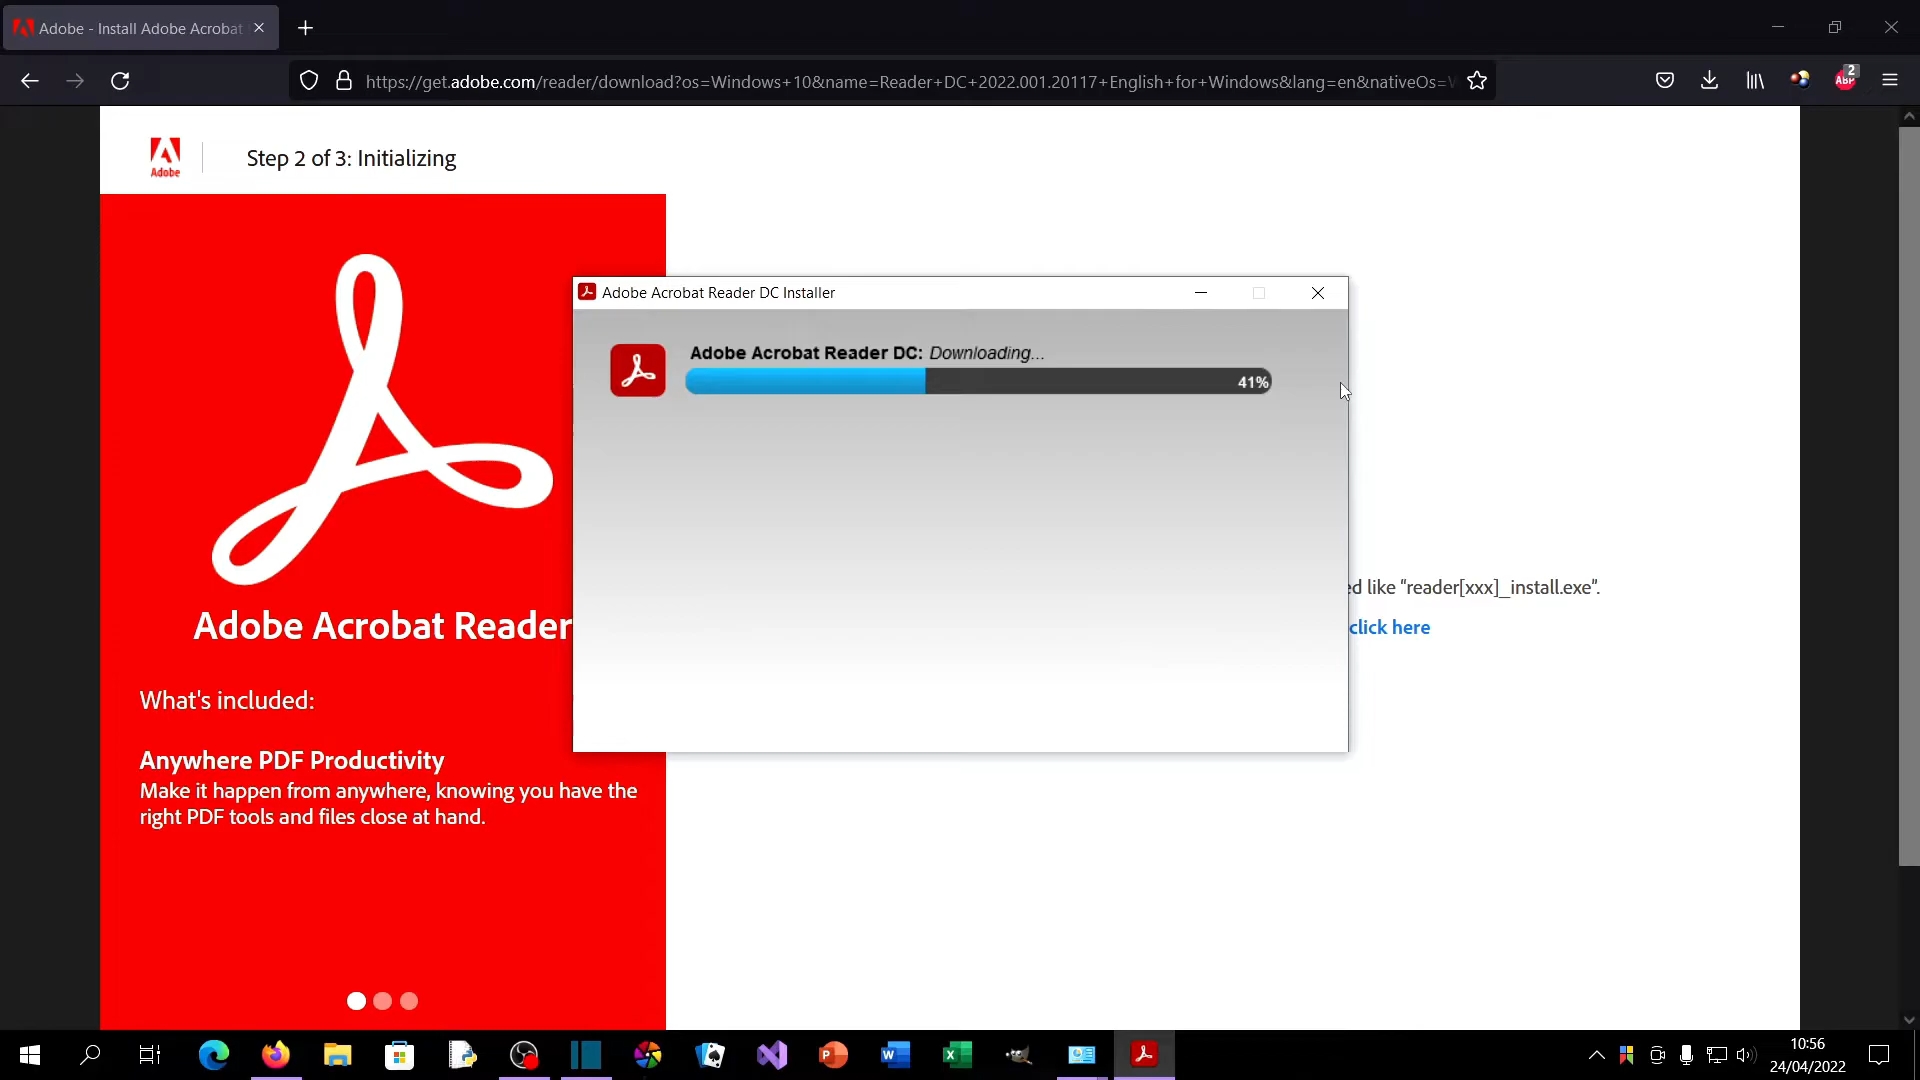 Adobe - Install Adobe Acrobat
https://get.adobe.com/reader/download?os=Windows+10&name=Reader+DC+2022.001.20117+English+for+Windows&lang=en&nativeOs=
ABP
2
Adobe
Step 2 of 3: Initializing
Adobe Acrobat Reader DC Installer
Adobe Acrobat Reader DC: Downloading...
41%
ed like "reader[xxx]_install.exe".
click here
Adobe Acrobat Reader
What's included:
Anywhere PDF Productivity
Make it happen from anywhere, knowing you have the
right PDF tools and files close at hand.
10:56
24/04/2022